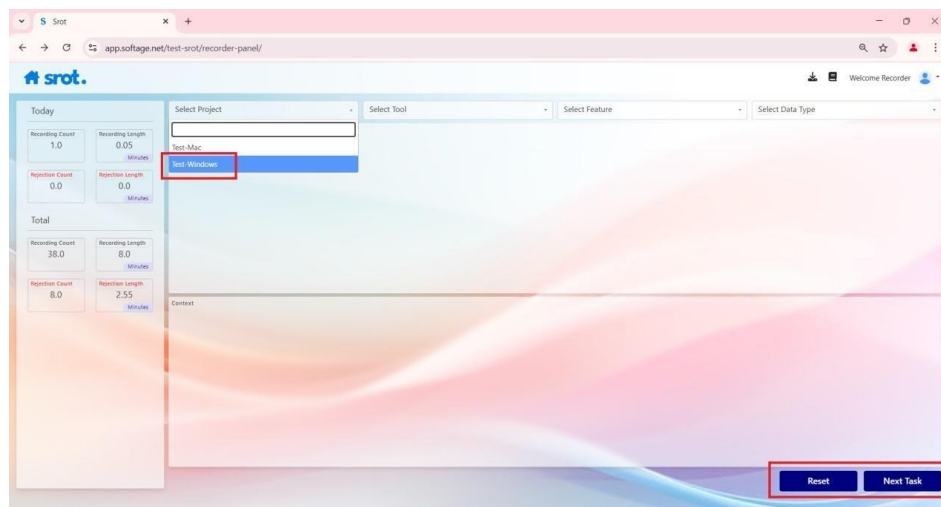 S Srot
app.softage.net/test-srot/recorder-panel/
srot.
Welcome Recorder
Today
Recording Count
1.0
Recording Length
0.05
Minutes
Rejection Count
0.0
Rejection Length
0.0
Minutes
Total
Recording Count
38.0
Recording Length
8.0
Minutes
Rejection Count
8.0
Rejection Length
2.55
Minutes
Select Project
Select Tool
Select Feature
Select Data Type
Test-Mac
Test-Windows
Context
Reset
Next Task